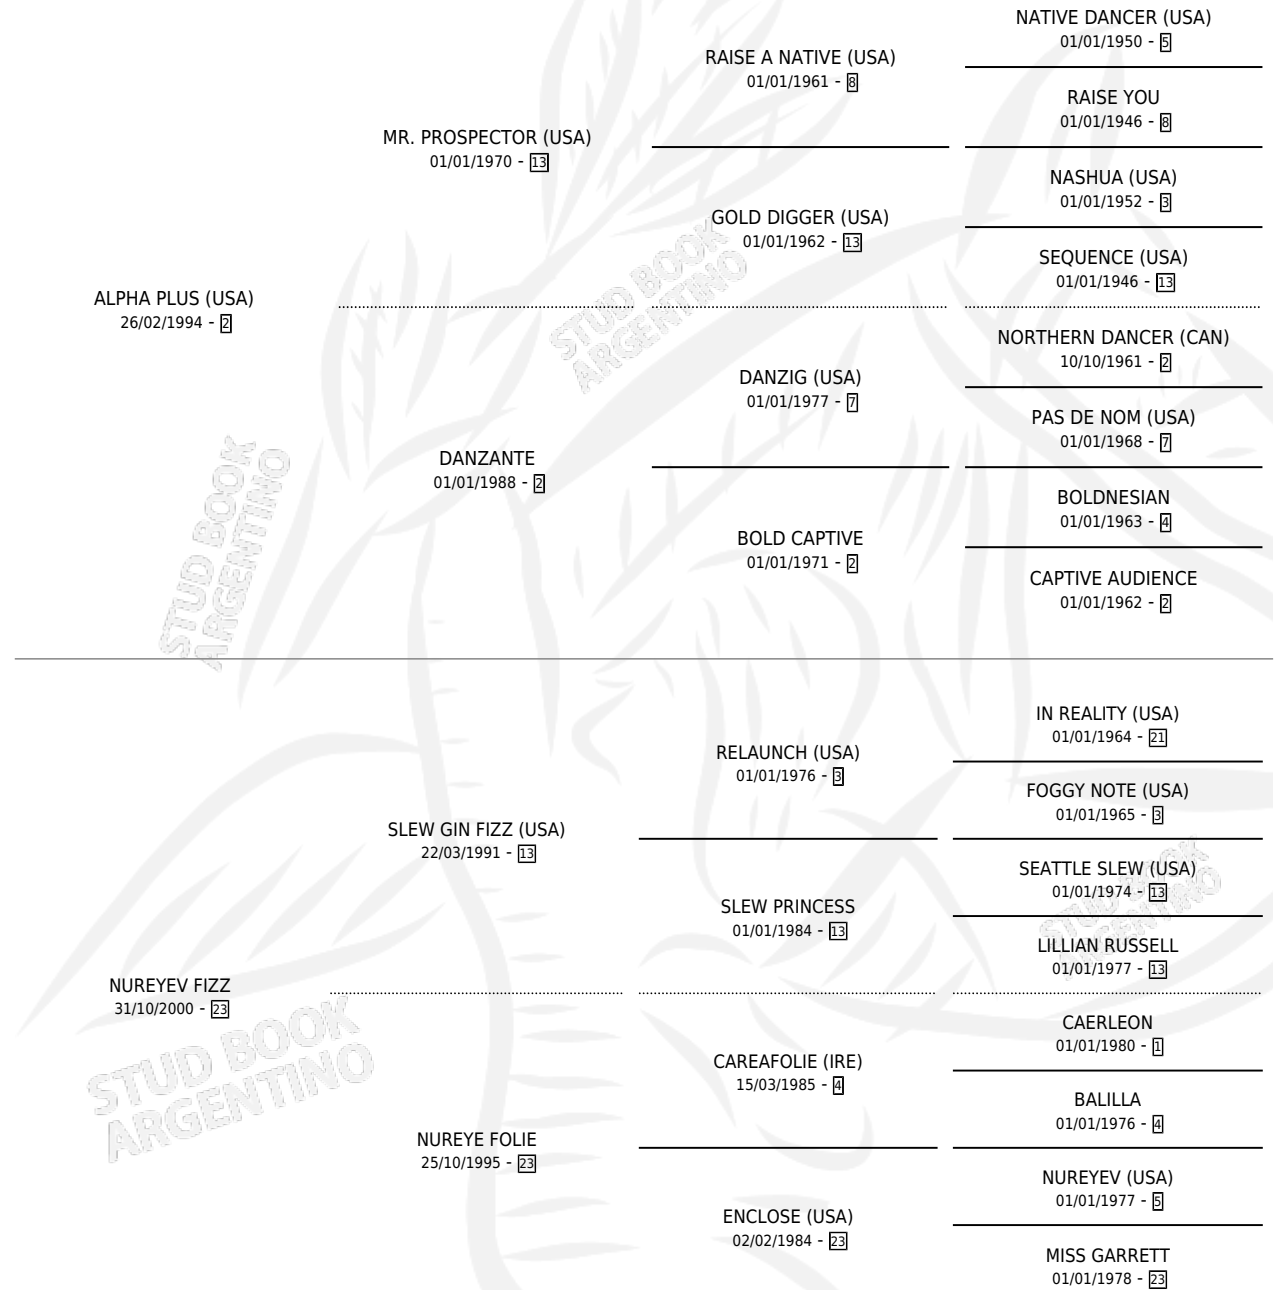 NATIVE DANCER (USA)
01/01/1950 - 5
RAISE A NATIVE (USA)
01/01/1961 - 8
RAISE YOU
01/01/1946 - 8
MR. PROSPECTOR (USA)
01/01/1970 - 13
NASHUA (USA)
01/01/1952 - 3
GOLD DIGGER (USA)
01/01/1962 - 13
SEQUENCE (USA)
01/01/1946 - 13
ALPHA PLUS (USA)
26/02/1994 - 2
STUD BOOK
ARGENTINO
NORTHERN DANCER (CAN)
10/10/1961 - 2
DANZIG (USA)
01/01/1977 - 7
PAS DE NOM (USA)
01/01/1968 - 7
DANZANTE
01/01/1988 - 2
BOLDNESIAN
01/01/1963 - 4
BOLD CAPTIVE
01/01/1971 - 2
CAPTIVE AUDIENCE
01/01/1962 - 2
STUD BOOK
ARGENTINO
IN REALITY (USA)
01/01/1964 - 21
RELAUNCH (USA)
01/01/1976 - 3
FOGGY NOTE (USA)
01/01/1965 - 3
SLEW GIN FIZZ (USA)
22/03/1991 - 13
SEATTLE SLEW (USA)
01/01/1974 - 13
SLEW PRINCESS
01/01/1984 - 13
LILLIAN RUSSELL
01/01/1977 - 13
STUD BOOK
ARGENTINO
NUREYEV FIZZ
31/10/2000 - 23
STUD BOOK
ARGENTINO
CAERLEON
01/01/1980 - 1
CAREAFOLIE (IRE)
15/03/1985 - 4
BALILLA
01/01/1976 - 4
NUREYE FOLIE
25/10/1995 - 23
NUREYEV (USA)
01/01/1977 - 5
ENCLOSE (USA)
02/02/1984 - 23
MISS GARRETT
01/01/1978 - 23